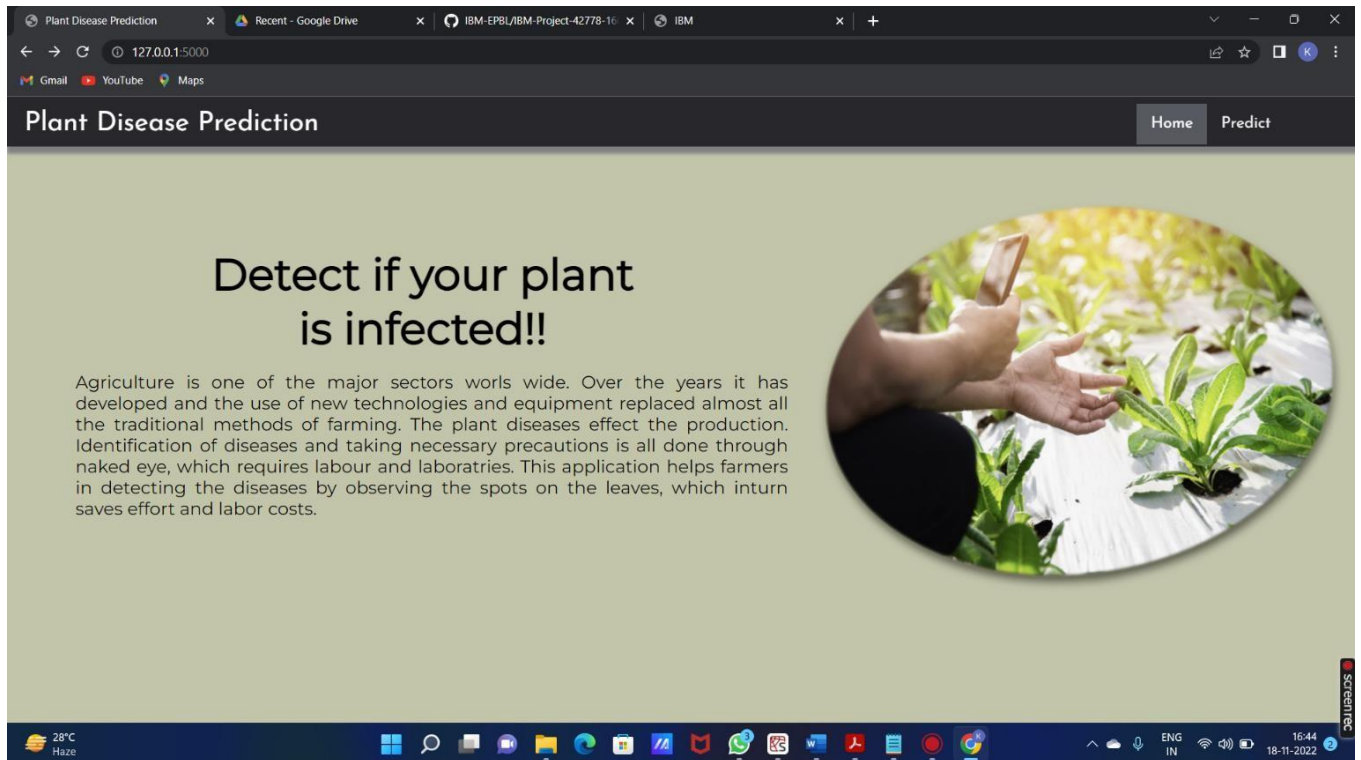 Plant Disease Prediction
Recent - Google Drive
IBM-EPBL/IBM-Project-42778-16
IBM
127.0.0.1:5000
K
Gmail
YouTube
Maps
Plant Disease Prediction
Home
Predict
Detect if your plant
is infected!!
Agriculture is one of the major sectors worls wide. Over the years it has
developed and the use of new technologies and equipment replaced almost all
the traditional methods of farming. The plant diseases effect the production.
Identification of diseases and taking necessary precautions is all done through
naked eye, which requires labour and laboratries. This application helps farmers
in detecting the diseases by observing the spots on the leaves, which inturn
saves effort and labor costs.
screenrec
28°C
Haze
3
K
ENG
IN
16:44
18-11-2022
2